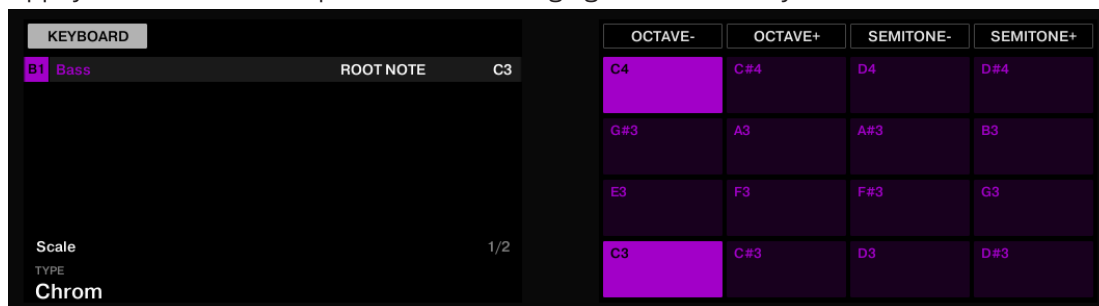 KEYBOARD
B1 Bass ROOT NOTE C3
Scale 1/2
TYPE
Chrom
OCTAVE- OCTAVE+ SEMITONE- SEMITONE+
C4 C#4 D4 D#4
G#3 A3 A#3 B3
E3 F3 F#3 G3
C3 C#3 D3 D#3